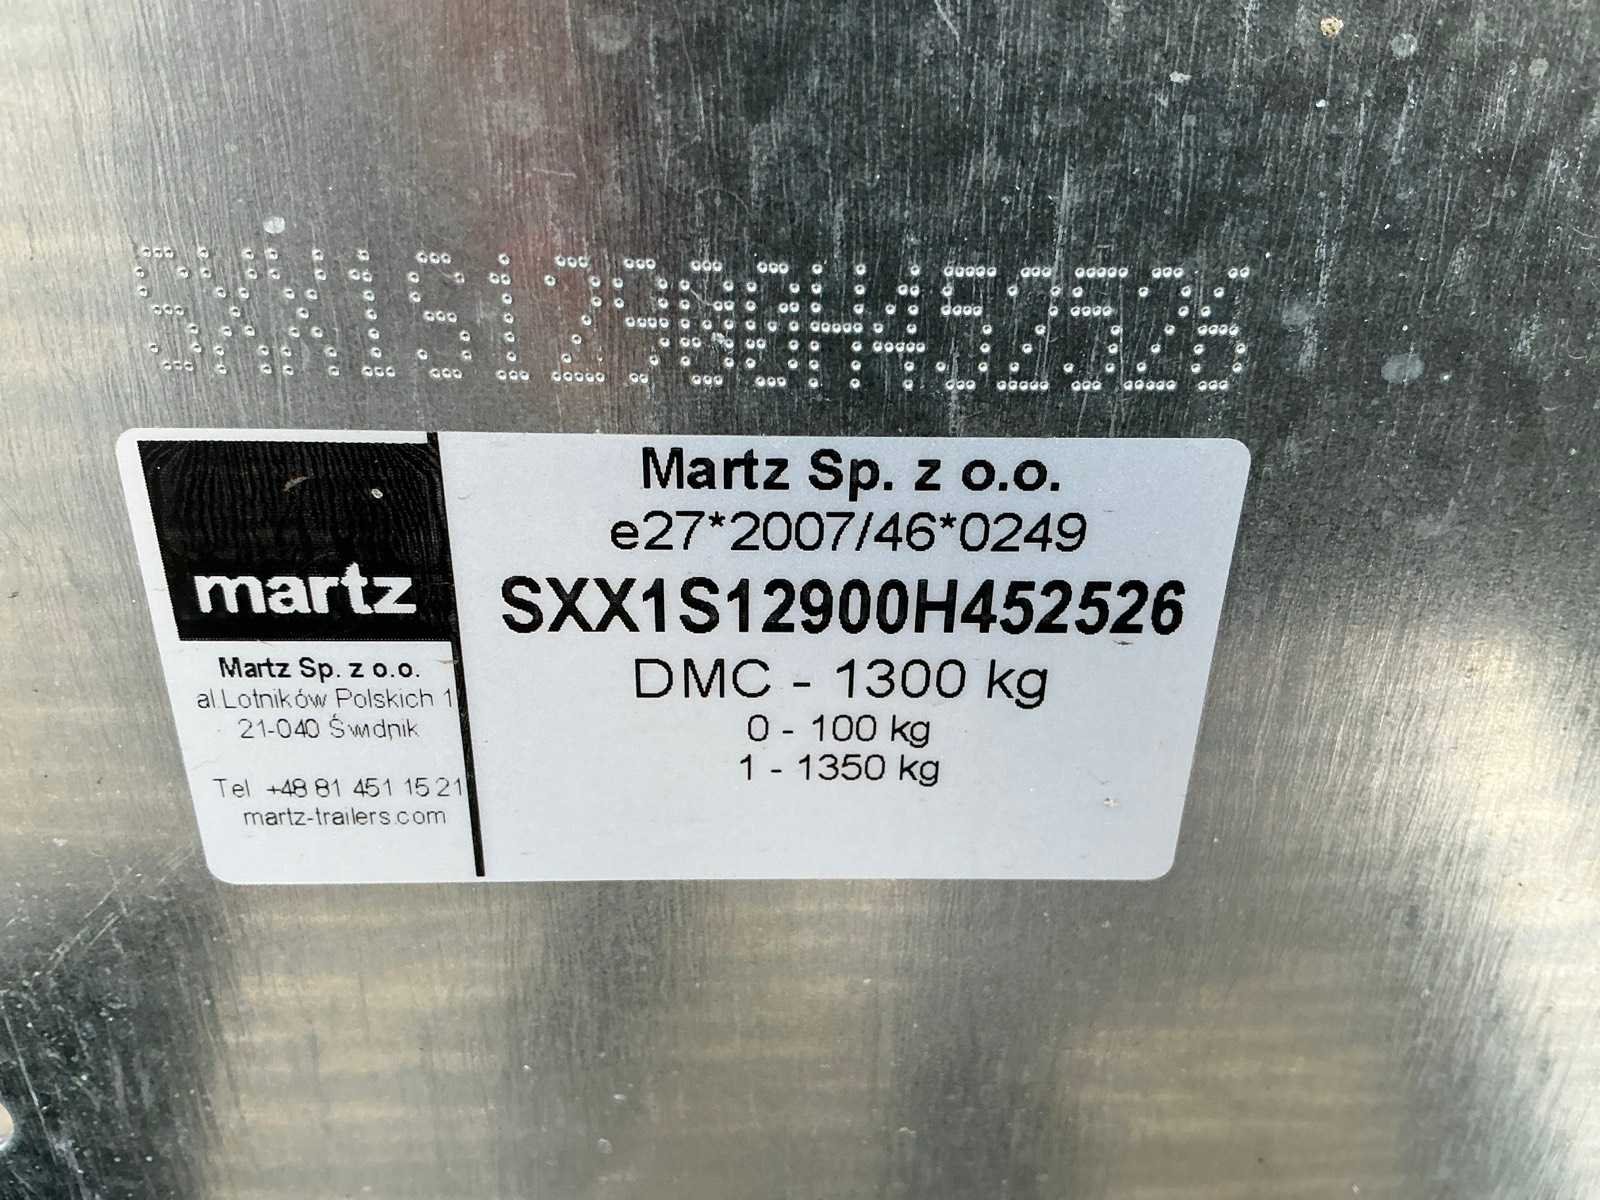 SXX1S12900H452526
martz
Martz Sp. z o.o.
al.Lotników Polskich 1
21-040 Świdnik
Tel +48 81 451 15 21
martz-trailers.com
Martz Sp. z o.o.
e27*2007/46*0249
SXX1S12900H452526
DMC - 1300 kg
0 - 100 kg
1 - 1350 kg